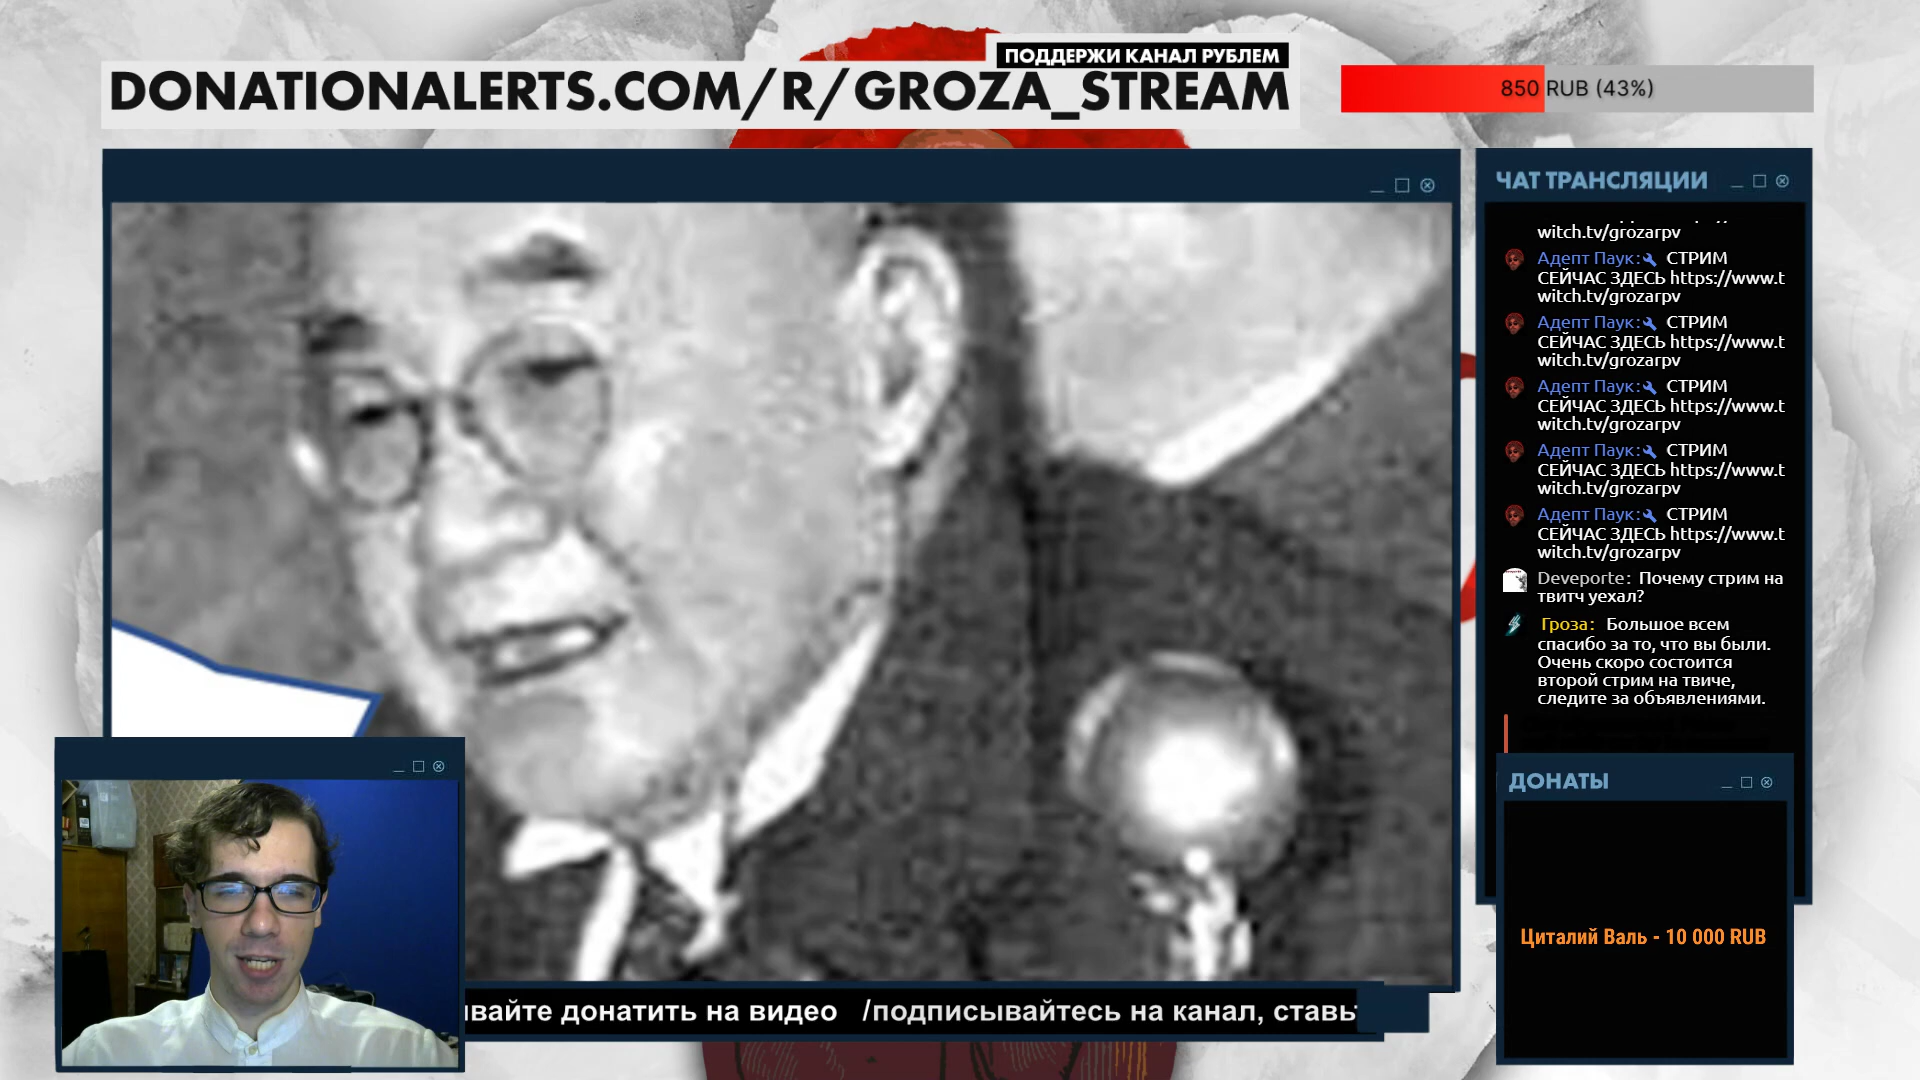 ПОДДЕРЖИ КАНАЛ РУБЛЕМ
DONATIONALERTS.COM/R/GROZA_STREAM
850 RUB (43%)
ЧАТ ТРАНСЛЯЦИИ
witch.tv/grozarpv
Адепт Паук: СТРИМ
СЕЙЧАС ЗДЕСЬ https://www.t
witch.tv/grozarpv
Адепт Паук: СТРИМ
СЕЙЧАС ЗДЕСЬ https://www.t
witch.tv/grozarpv
Адепт Паук: СТРИМ
СЕЙЧАС ЗДЕСЬ https://www.t
witch.tv/grozarpv
Адепт Паук: СТРИМ
СЕЙЧАС ЗДЕСЬ https://www.t
witch.tv/grozarpv
Адепт Паук: СТРИМ
СЕЙЧАС ЗДЕСЬ https://www.t
witch.tv/grozarpv
Deveporte: Почему стрим на
твитч уехал?
Гроза: Большое всем
спасибо за то, что вы были.
Очень скоро состоится
второй стрим на твиче,
следите за объявлениями.
ДОНАТЫ
Циталий Валь - 10 000 RUB
вайте донатить на видео /подписывайтесь на канал, ставь